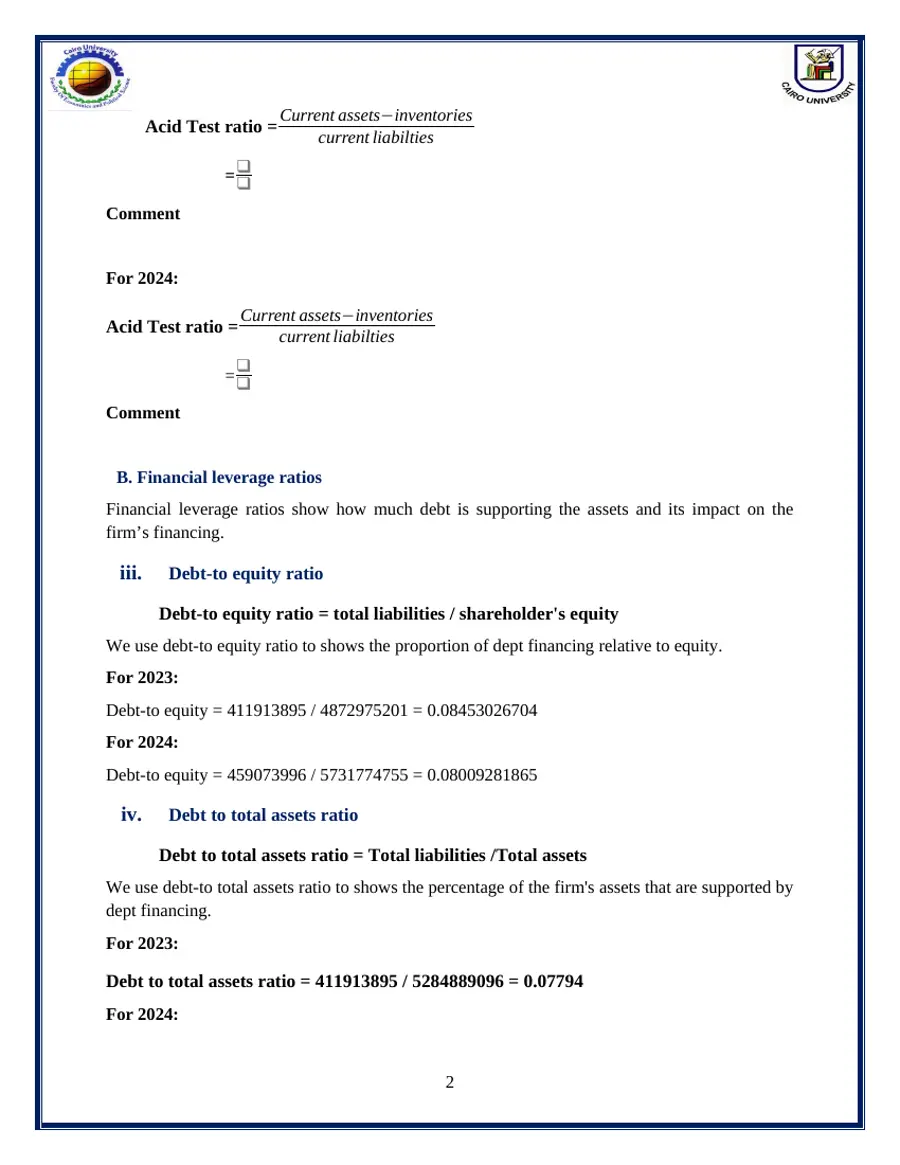 Cairo University
Faculty Of Economics and Political Science
CAIRO UNIVERSITY
Acid Test ratio = Current assets−inventories
current liabilties
= ❑
❑
Comment
For 2024:
Acid Test ratio = Current assets−inventories
current liabilties
= ❑
❑
Comment
B. Financial leverage ratios
Financial leverage ratios show how much debt is supporting the assets and its impact on the
firm’s financing.
iii. Debt-to equity ratio
Debt-to equity ratio = total liabilities / shareholder's equity
We use debt-to equity ratio to shows the proportion of dept financing relative to equity.
For 2023:
Debt-to equity = 411913895 / 4872975201 = 0.08453026704
For 2024:
Debt-to equity = 459073996 / 5731774755 = 0.08009281865
iv. Debt to total assets ratio
Debt to total assets ratio = Total liabilities /Total assets
We use debt-to total assets ratio to shows the percentage of the firm's assets that are supported by
dept financing.
For 2023:
Debt to total assets ratio = 411913895 / 5284889096 = 0.07794
For 2024:
2